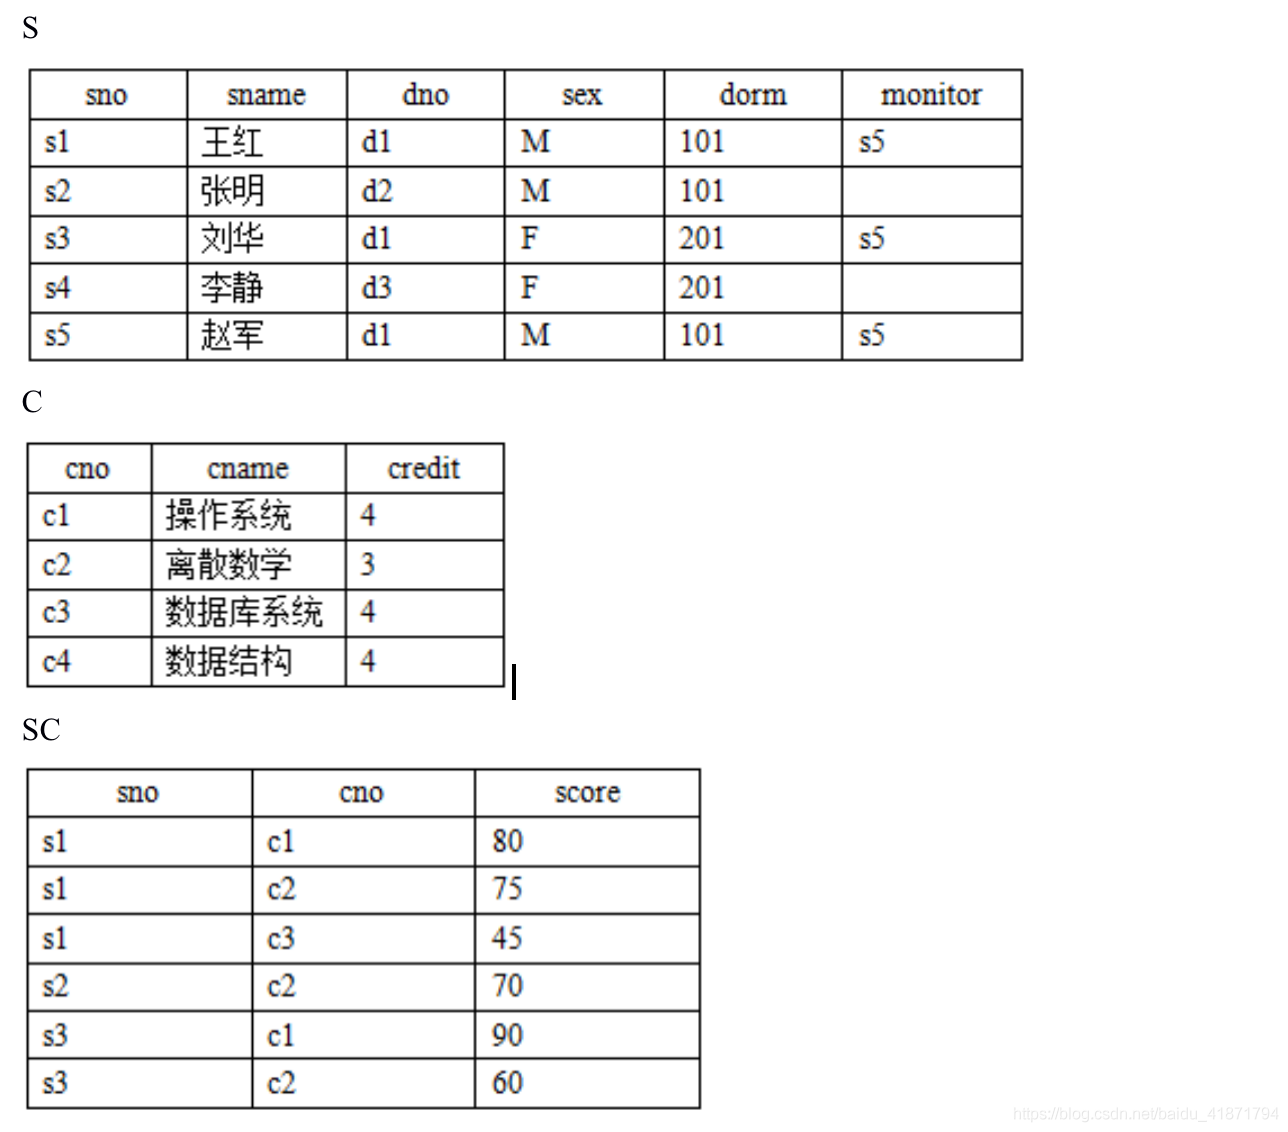 S
sno sname dno sex dorm monitor
s1 王红 d1 M 101 s5
s2 张明 d2 M 101
s3 刘华 d1 F 201 s5
s4 李静 d3 F 201
s5 赵军 d1 M 101 s5
C
cno cname credit
c1 操作系统 4
c2 离散数学 3
c3 数据库系统 4
c4 数据结构 4
SC
sno cno score
s1 c1 80
s1 c2 75
s1 c3 45
s2 c2 70
s3 c1 90
s3 c2 60
https://blog.csdn.net/baidu_41871794